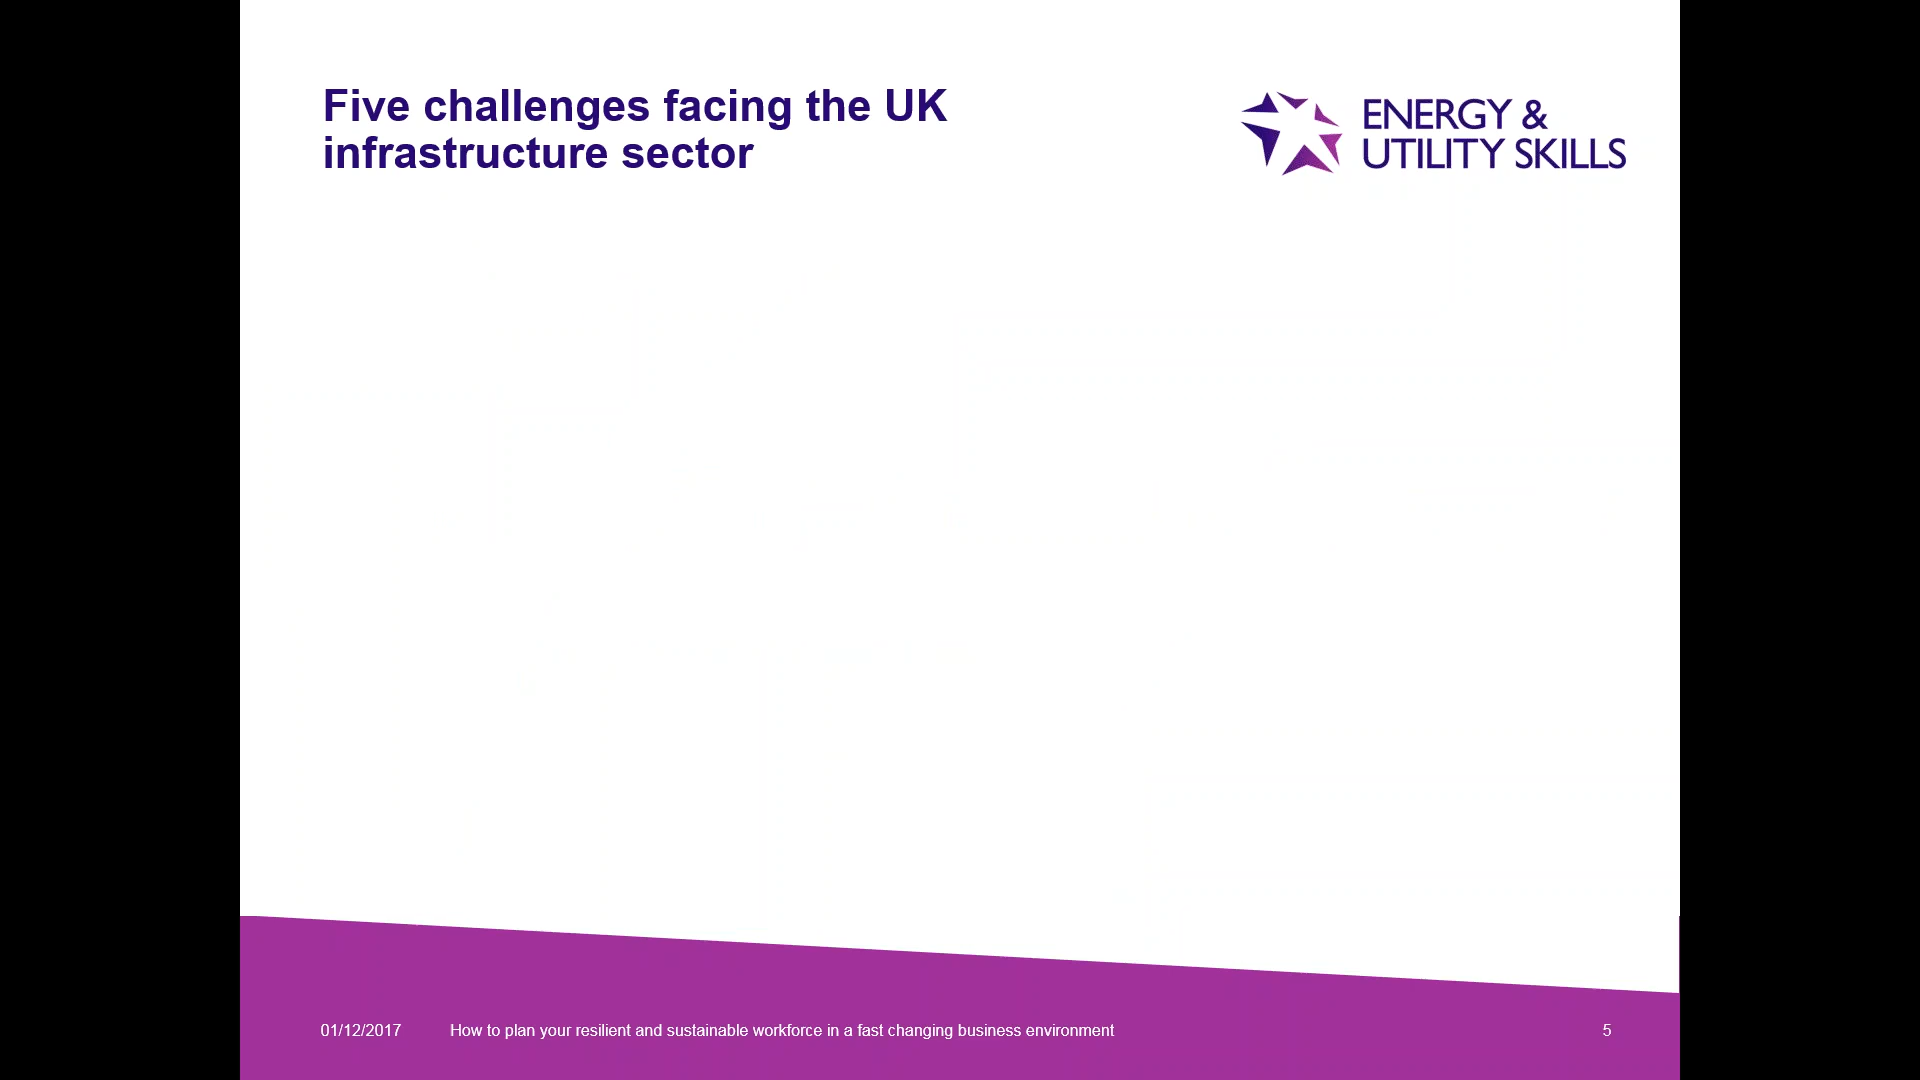 Five challenges facing the UK
infrastructure sector
ENERGY &
UTILITY SKILLS
01/12/2017
How to plan your resilient and sustainable workforce in a fast changing business environment
5